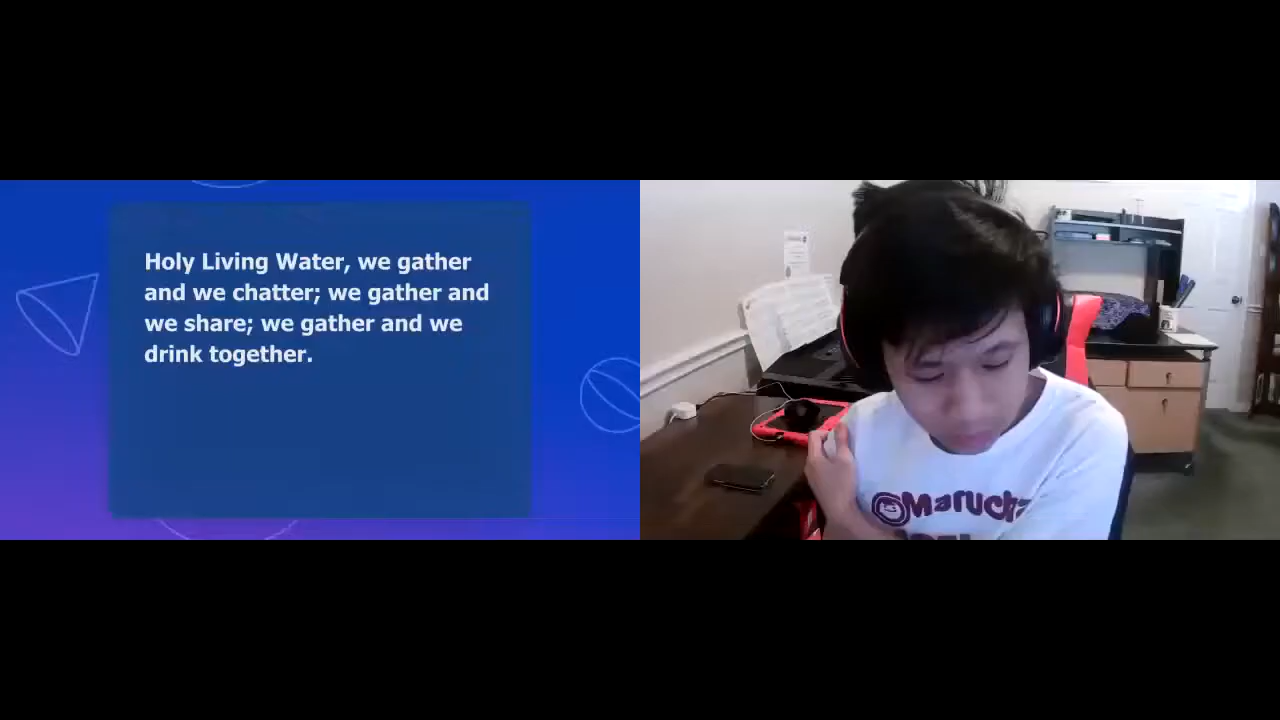 Holy Living Water, we gather
and we chatter; we gather and
we share; we gather and we
drink together.
@Marucha